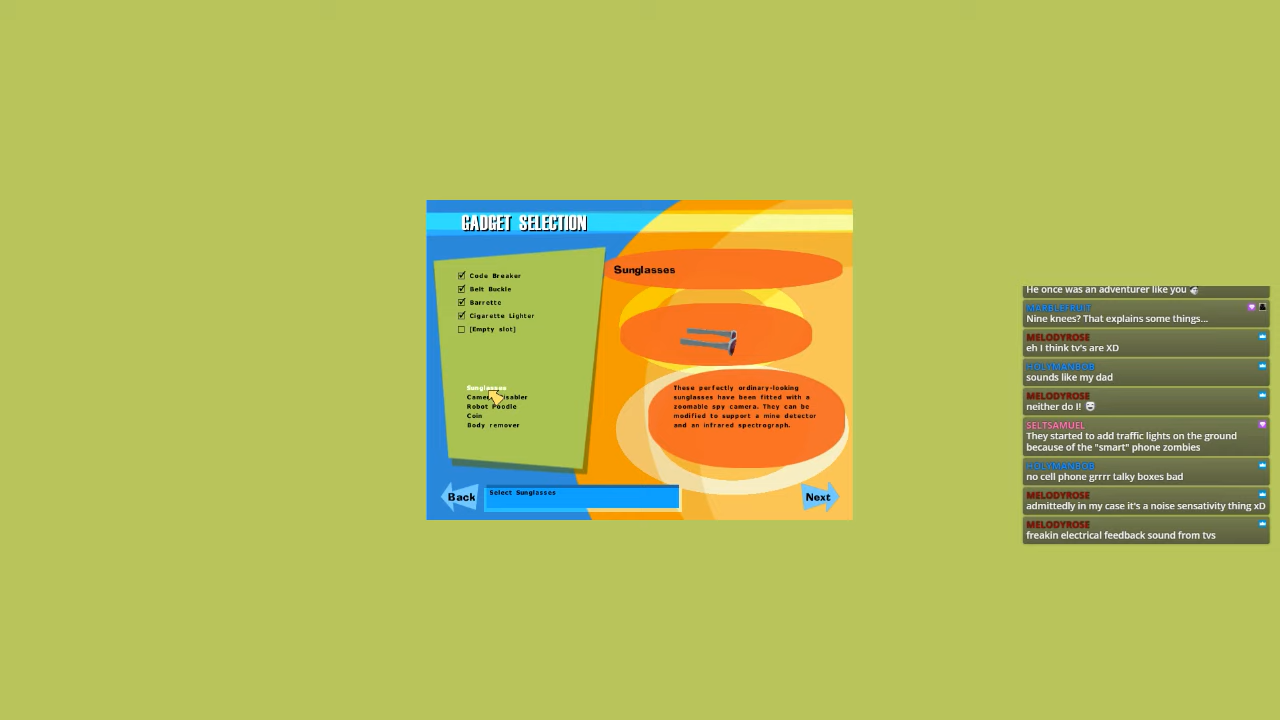 GADGET SELECTION
Code Breaker
Belt Buckle
Barrette
Cigarette Lighter
[Empty slot]
Sunglasses
Robot Poodle
Coin
Body remover
Sunglasses
These perfectly ordinary-looking
sunglasses have been fitted with a
zoomable spy camera. They can be
modified to support a mine detector
and an infrared spectrograph.
Back
Select Sunglasses
Next
He once was an adventurer like you
MARBLEFRUIT
Nine knees? That explains some things...
MELODYROSE
eh I think tv's are XD
HOLYMANBOB
sounds like my dad
MELODYROSE
neither do I!
SELTSAMUEL
They started to add traffic lights on the ground
because of the "smart" phone zombies
HOLYMANBOB
no cell phone grrr talky boxes bad
MELODYROSE
admittedly in my case it's a noise sensativity thing xD
MELODYROSE
freakin electrical feedback sound from tvs